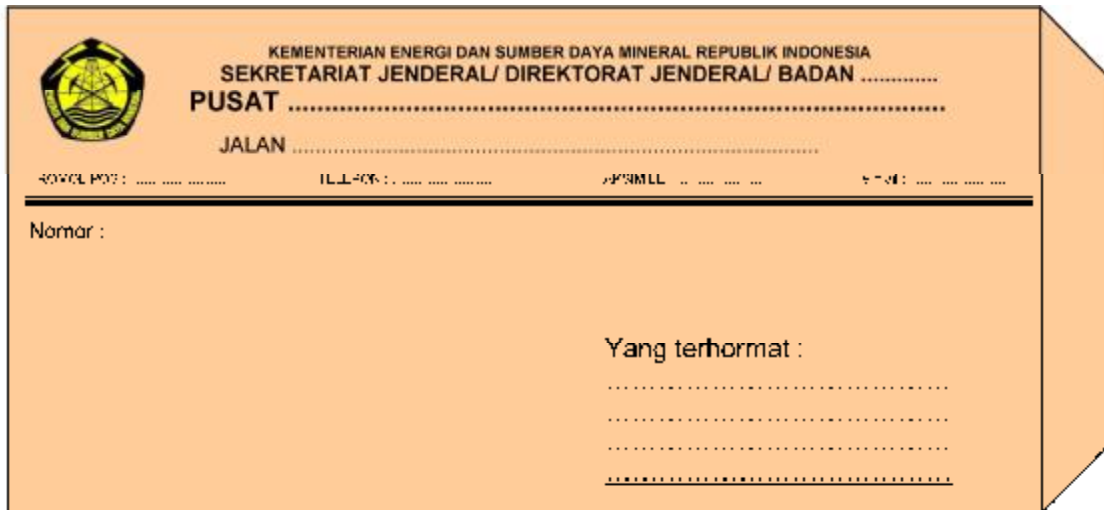 KEMENTERIAN ENERGI DAN SUMBER DAYA MINERAL REPUBLIK INDONESIA
SEKRETARIAT JENDERAL/ DIREKTORAT JENDERAL/ BADAN .............
PUSAT ..........................................................................................
JALAN ..........................................................................................
Nomor :
Yang terhormat :
......................................
......................................
......................................
......................................